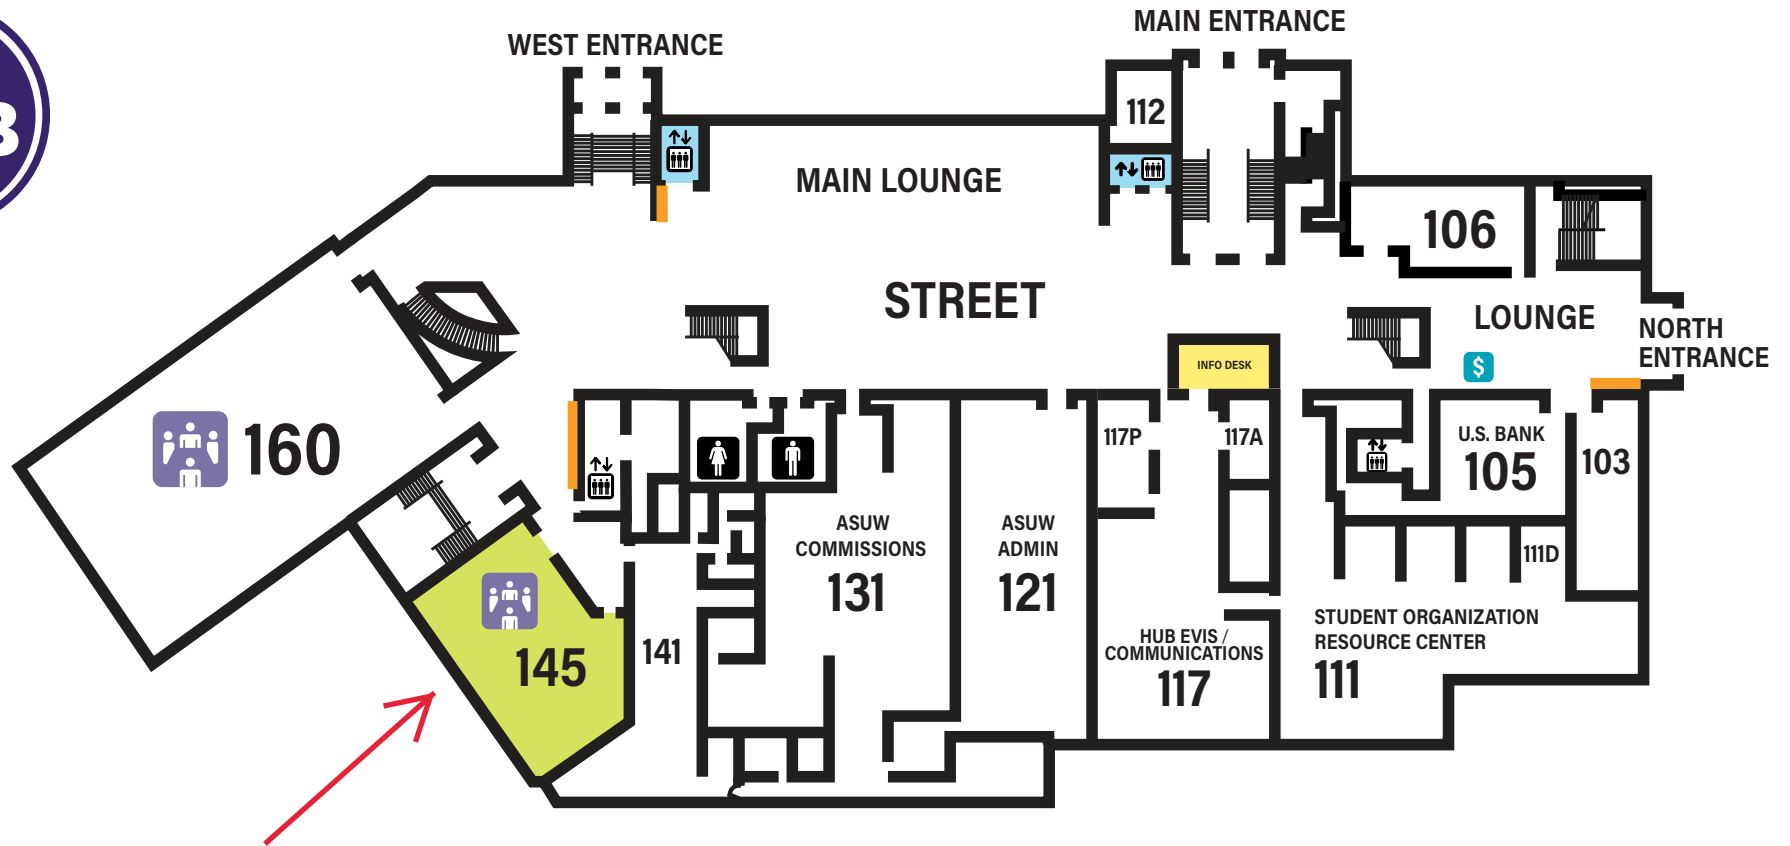 MAIN ENTRANCE
WEST ENTRANCE
B
112
MAIN LOUNGE
106
STREET
LOUNGE
NORTH
ENTRANCE
INFO DESK
$
160
117P
117A
U.S. BANK
105
103
ASUW
COMMISSIONS
131
ASUW
ADMIN
121
111D
145
141
HUB EVIS /
COMMUNICATIONS
117
STUDENT ORGANIZATION
RESOURCE CENTER
111